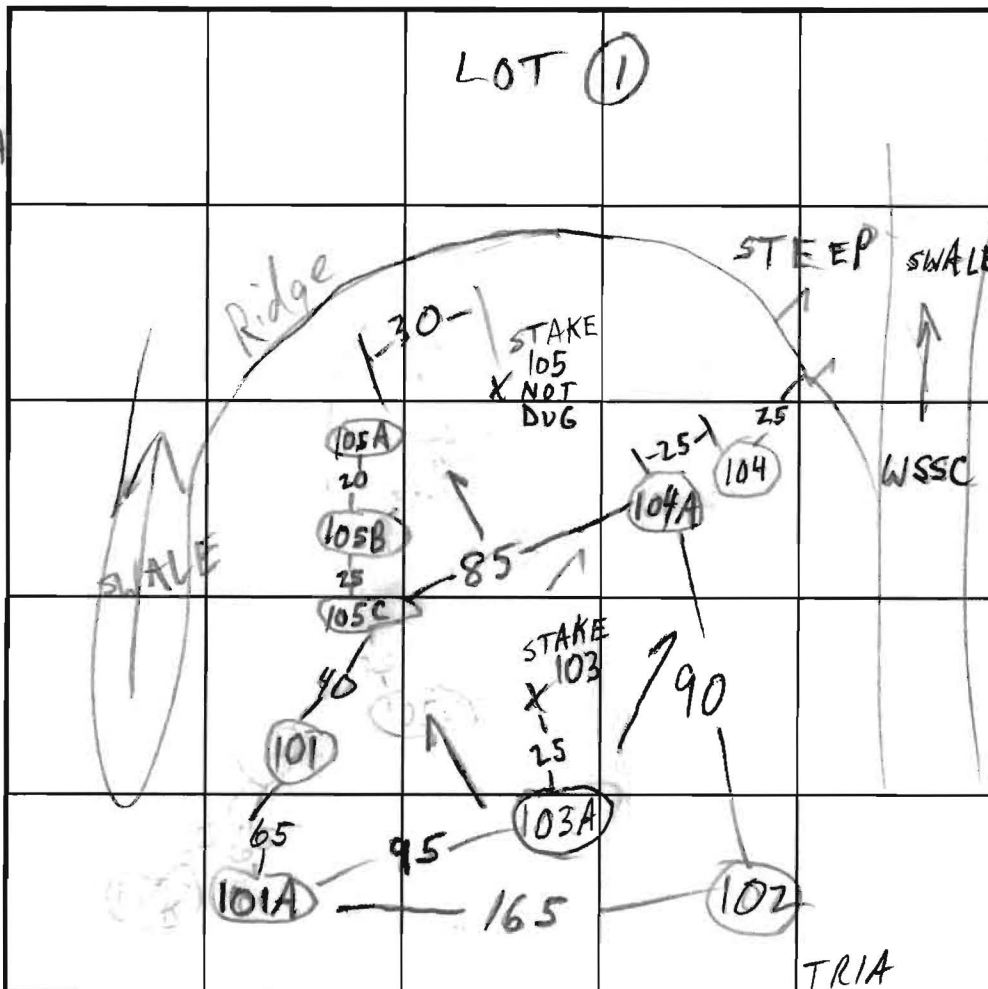 LOT 1
Ridge
STEEP
SWALE
30
STAKE
105
X NOT
DUG
25
105A
-25-
104
WSSC
20
104A
105B
85
SWALE
25
105C
STAKE
103
X
40
90
101
25
103A
65
95
101A
165
102
TRIA